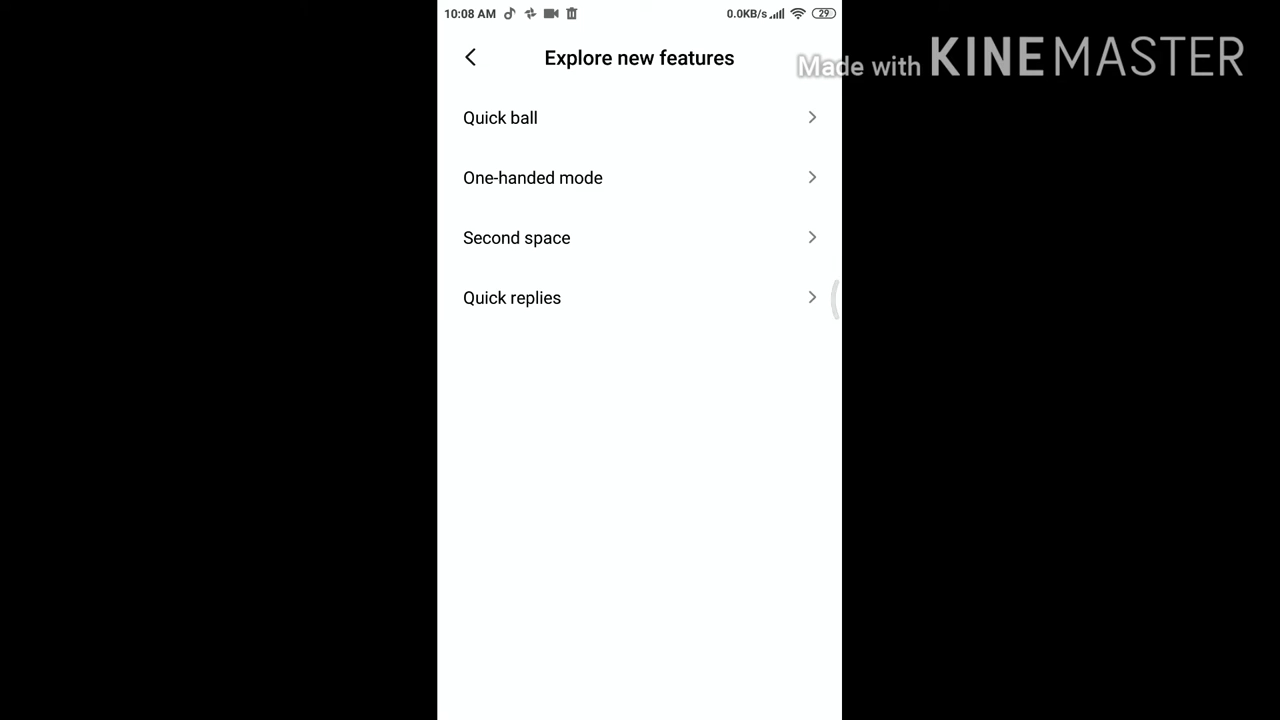 10:08 AM
0.0KB/s
29
Explore new features
Made with KINEMASTER
Quick ball
One-handed mode
Second space
Quick replies